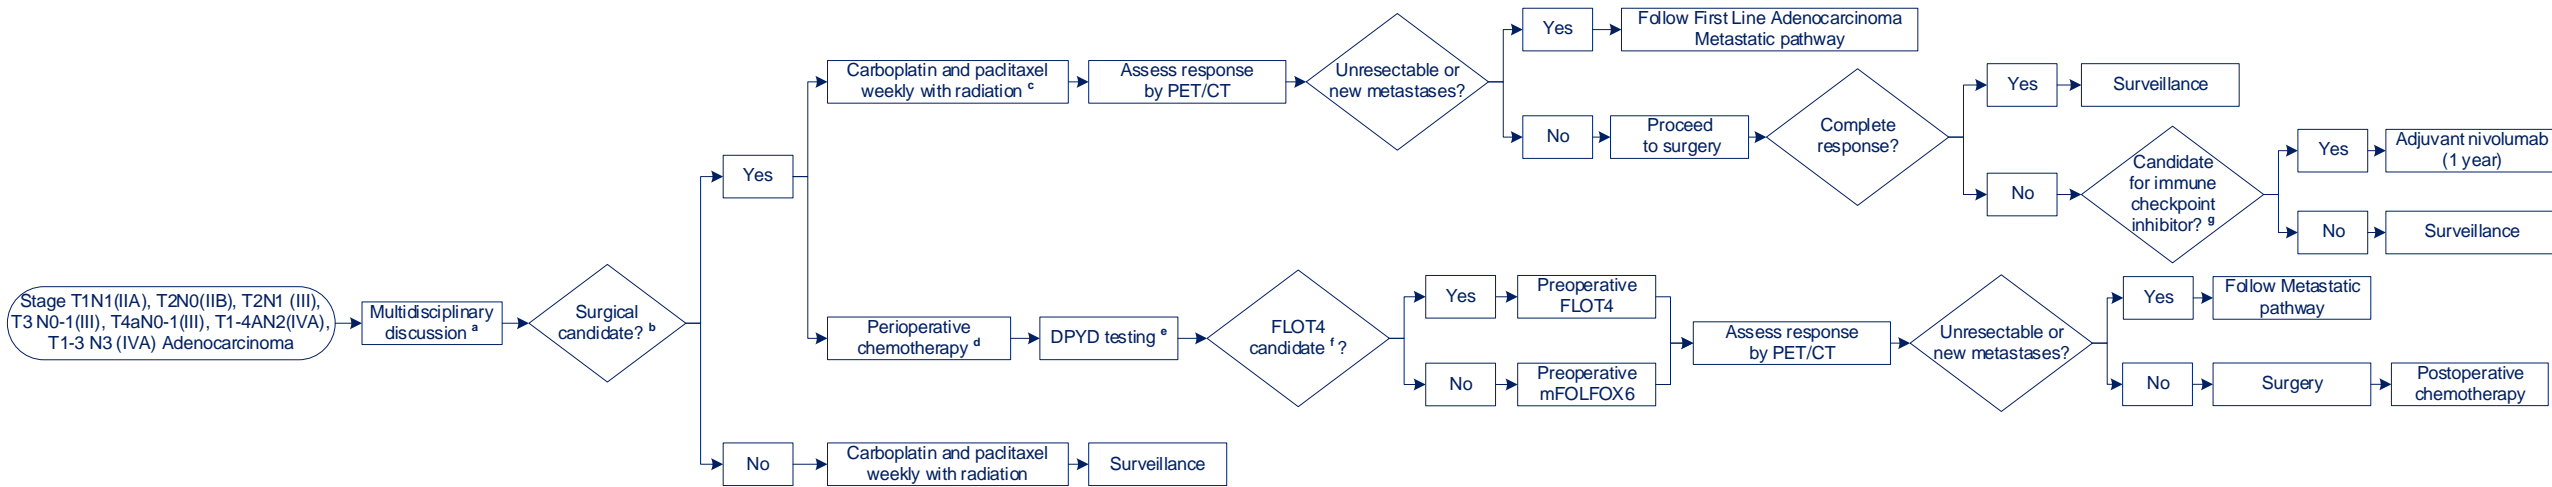 Stage T1N1(IIA), T2N0(IIB), T2N1 (III),
T3 N0-1(III), T4aN0-1(III), T1-4AN2(IVA),
T1-3 N3 (IVA) Adenocarcinoma
Multidisciplinary
discussion a
Surgical
candidate? b
Yes
Carboplatin and paclitaxel
weekly with radiation c
Assess response
by PET/CT
Unresectable or
new metastases?
Yes
Follow First Line Adenocarcinoma
Metastatic pathway
No
Proceed
to surgery
Complete
response?
Yes
Surveillance
No
Candidate
for immune
checkpoint
inhibitor? g
Yes
Adjuvant nivolumab
(1 year)
No
Surveillance
Perioperative
chemotherapy d
DPYD testing e
FLOT4
candidate f ?
Yes
Preoperative
FLOT4
No
Preoperative
mFOLFOX6
Assess response
by PET/CT
Unresectable or
new metastases?
Yes
Follow Metastatic
pathway
No
Surgery
Postoperative
chemotherapy
No
Carboplatin and paclitaxel
weekly with radiation
Surveillance